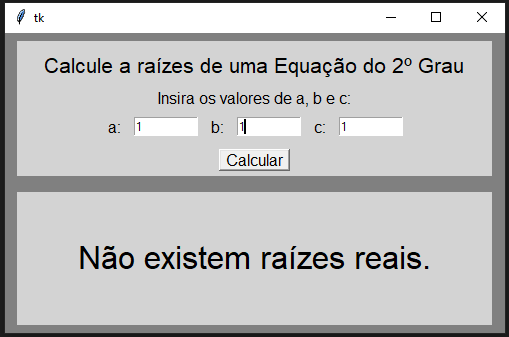 tk
Calcule a raízes de uma Equação do 2º Grau
Insira os valores de a, b e c:
a: 1 b: 1 c: 1
Calcular
Não existem raízes reais.